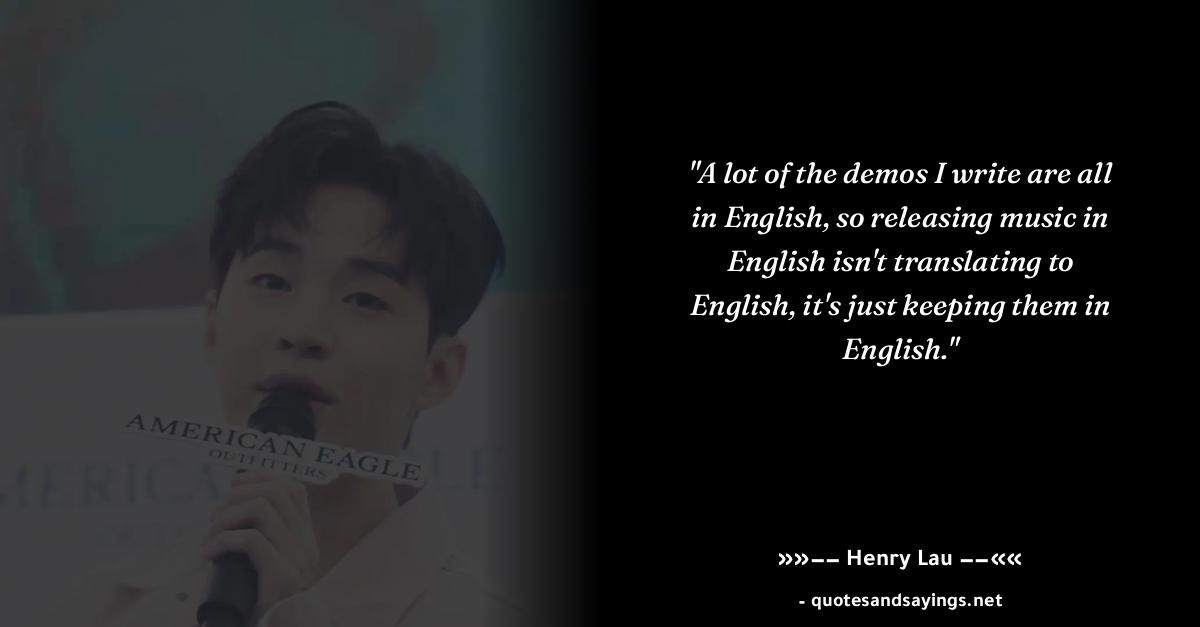 "A lot of the demos I write are all
in English, so releasing music in
English isn't translating to
English, it's just keeping them in
English."
AMERICAN EAGLE
OUTFITTERS
»»−− Henry Lau −−««
- quotesandsayings.net